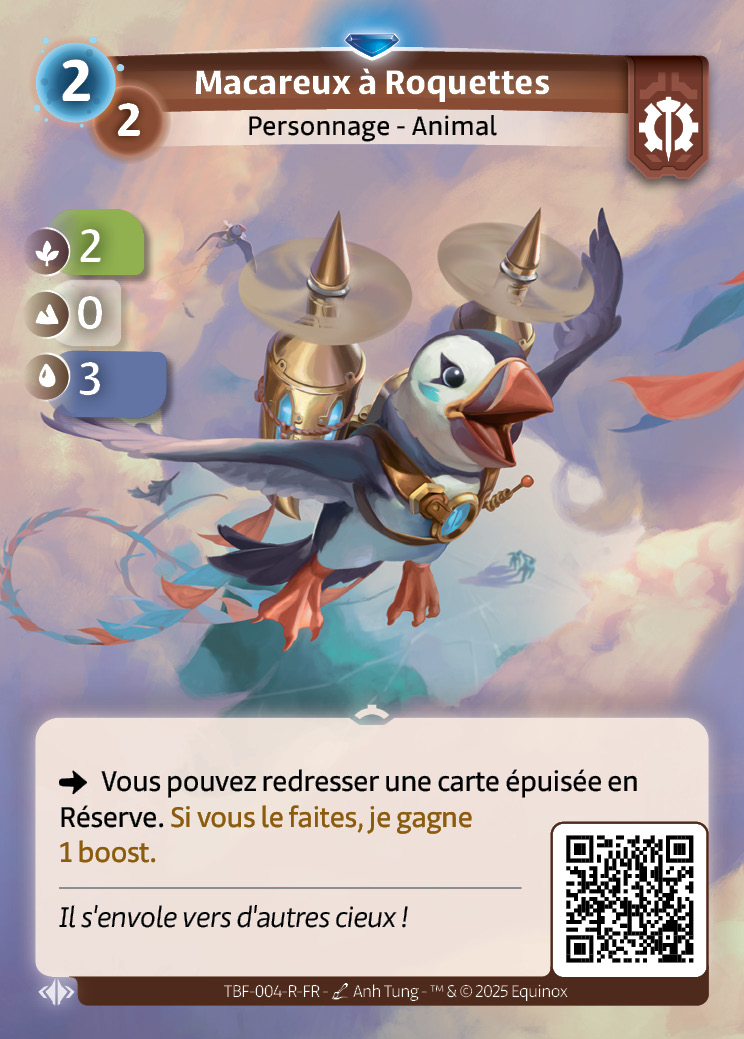 2
Macareux à Roquettes
2
Personnage - Animal
2
0
3
Vous pouvez redresser une carte épuisée en
Réserve. Si vous le faites, je gagne
1 boost.
Il s'envole vers d'autres cieux !
TBF-004-R-FR - Anh Tung - ™ & © 2025 Equinox